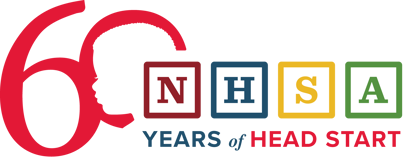 60 NHSA
YEARS of HEAD START